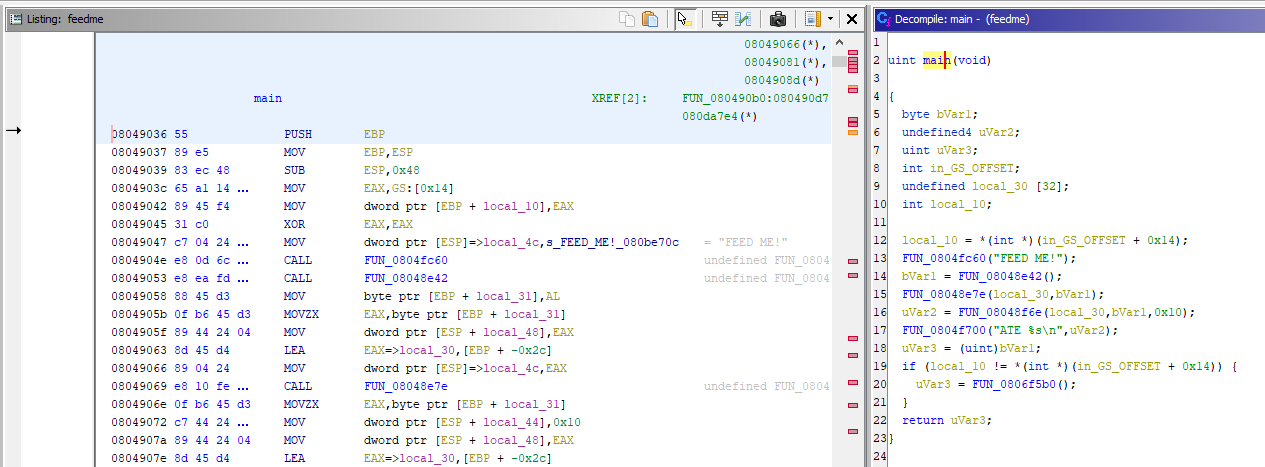 Listing: feedme
08049066(*),
08049081(*),
0804908d(*)
main XREF[2]: FUN_080490b0:080490d7
080da7e4(*)
08049036 55 PUSH EBP
08049037 89 e5 MOV EBP,ESP
08049039 83 ec 48 SUB ESP,0x48
0804903c 65 a1 14 ... MOV EAX,GS:[0x14]
08049042 89 45 f4 MOV dword ptr [EBP + local_10],EAX
08049045 31 c0 XOR EAX,EAX
08049047 c7 04 24 ... MOV dword ptr [ESP]=>local_4c,s_FEED_ME!_080be70c = "FEED ME!"
0804904e e8 0d 6c ... CALL FUN_0804fc60 undefined FUN_0804
08049053 e8 ea fd ... CALL FUN_08048e42 undefined FUN_0804
08049058 88 45 d3 MOV byte ptr [EBP + local_31],AL
0804905b 0f b6 45 d3 MOVZX EAX,byte ptr [EBP + local_31]
0804905f 89 44 24 04 MOV dword ptr [ESP + local_48],EAX
08049063 8d 45 d4 LEA EAX=>local_30,[EBP + -0x2c]
08049066 89 04 24 MOV dword ptr [ESP]=>local_4c,EAX
08049069 e8 10 fe ... CALL FUN_08048e7e undefined FUN_0804
0804906e 0f b6 45 d3 MOVZX EAX,byte ptr [EBP + local_31]
08049072 c7 44 24 ... MOV dword ptr [ESP + local_44],0x10
0804907a 89 44 24 04 MOV dword ptr [ESP + local_48],EAX
0804907e 8d 45 d4 LEA EAX=>local_30,[EBP + -0x2c]
Decompile: main - (feedme)
1
2 uint main(void)
3
4 {
5 byte bVar1;
6 undefined4 uVar2;
7 uint uVar3;
8 int in_GS_OFFSET;
9 undefined local_30 [32];
10 int local_10;
11
12 local_10 = *(int *)(in_GS_OFFSET + 0x14);
13 FUN_0804fc60("FEED ME!");
14 bVar1 = FUN_08048e42();
15 FUN_08048e7e(local_30,bVar1);
16 uVar2 = FUN_08048f6e(local_30,bVar1,0x10);
17 FUN_0804f700("ATE %s\n",uVar2);
18 uVar3 = (uint)bVar1;
19 if (local_10 != *(int *)(in_GS_OFFSET + 0x14)) {
20 uVar3 = FUN_0806f5b0();
21 }
22 return uVar3;
23 }
24